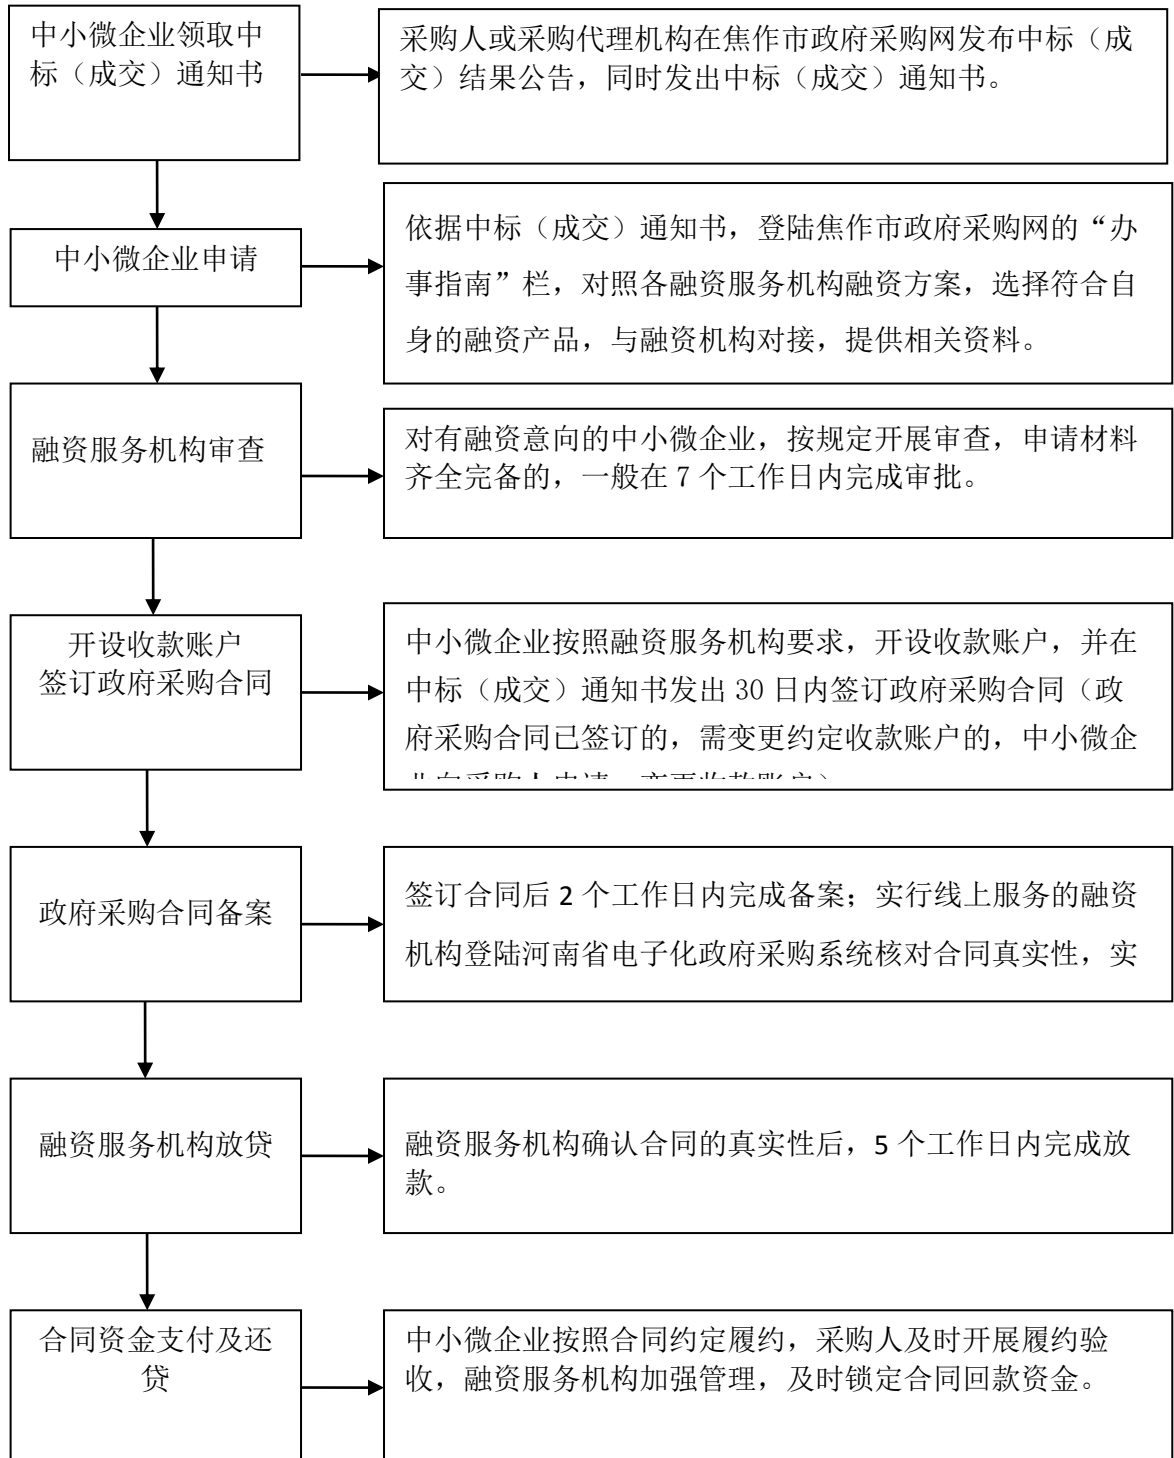 中小微企业领取中
标（成交）通知书
采购人或采购代理机构在焦作市政府采购网发布中标（成
交）结果公告，同时发出中标（成交）通知书。
中小微企业申请
依据中标（成交）通知书，登陆焦作市政府采购网的“办
事指南”栏，对照各融资服务机构融资方案，选择符合自
身的融资产品，与融资机构对接，提供相关资料。
融资服务机构审查
对有融资意向的中小微企业，按规定开展审查，申请材料
齐全完备的，一般在 7 个工作日内完成审批。
开设收款账户
签订政府采购合同
中小微企业按照融资服务机构要求，开设收款账户，并在
中标（成交）通知书发出 30 日内签订政府采购合同（政
府采购合同已签订的，需变更约定收款账户的，中小微企
业向采购人申请，变更收款账户）
政府采购合同备案
签订合同后 2 个工作日内完成备案；实行线上服务的融资
机构登陆河南省电子化政府采购系统核对合同真实性，实
融资服务机构放贷
融资服务机构确认合同的真实性后，5 个工作日内完成放
款。
合同资金支付及还
贷
中小微企业按照合同约定履约，采购人及时开展履约验
收，融资服务机构加强管理，及时锁定合同回款资金。